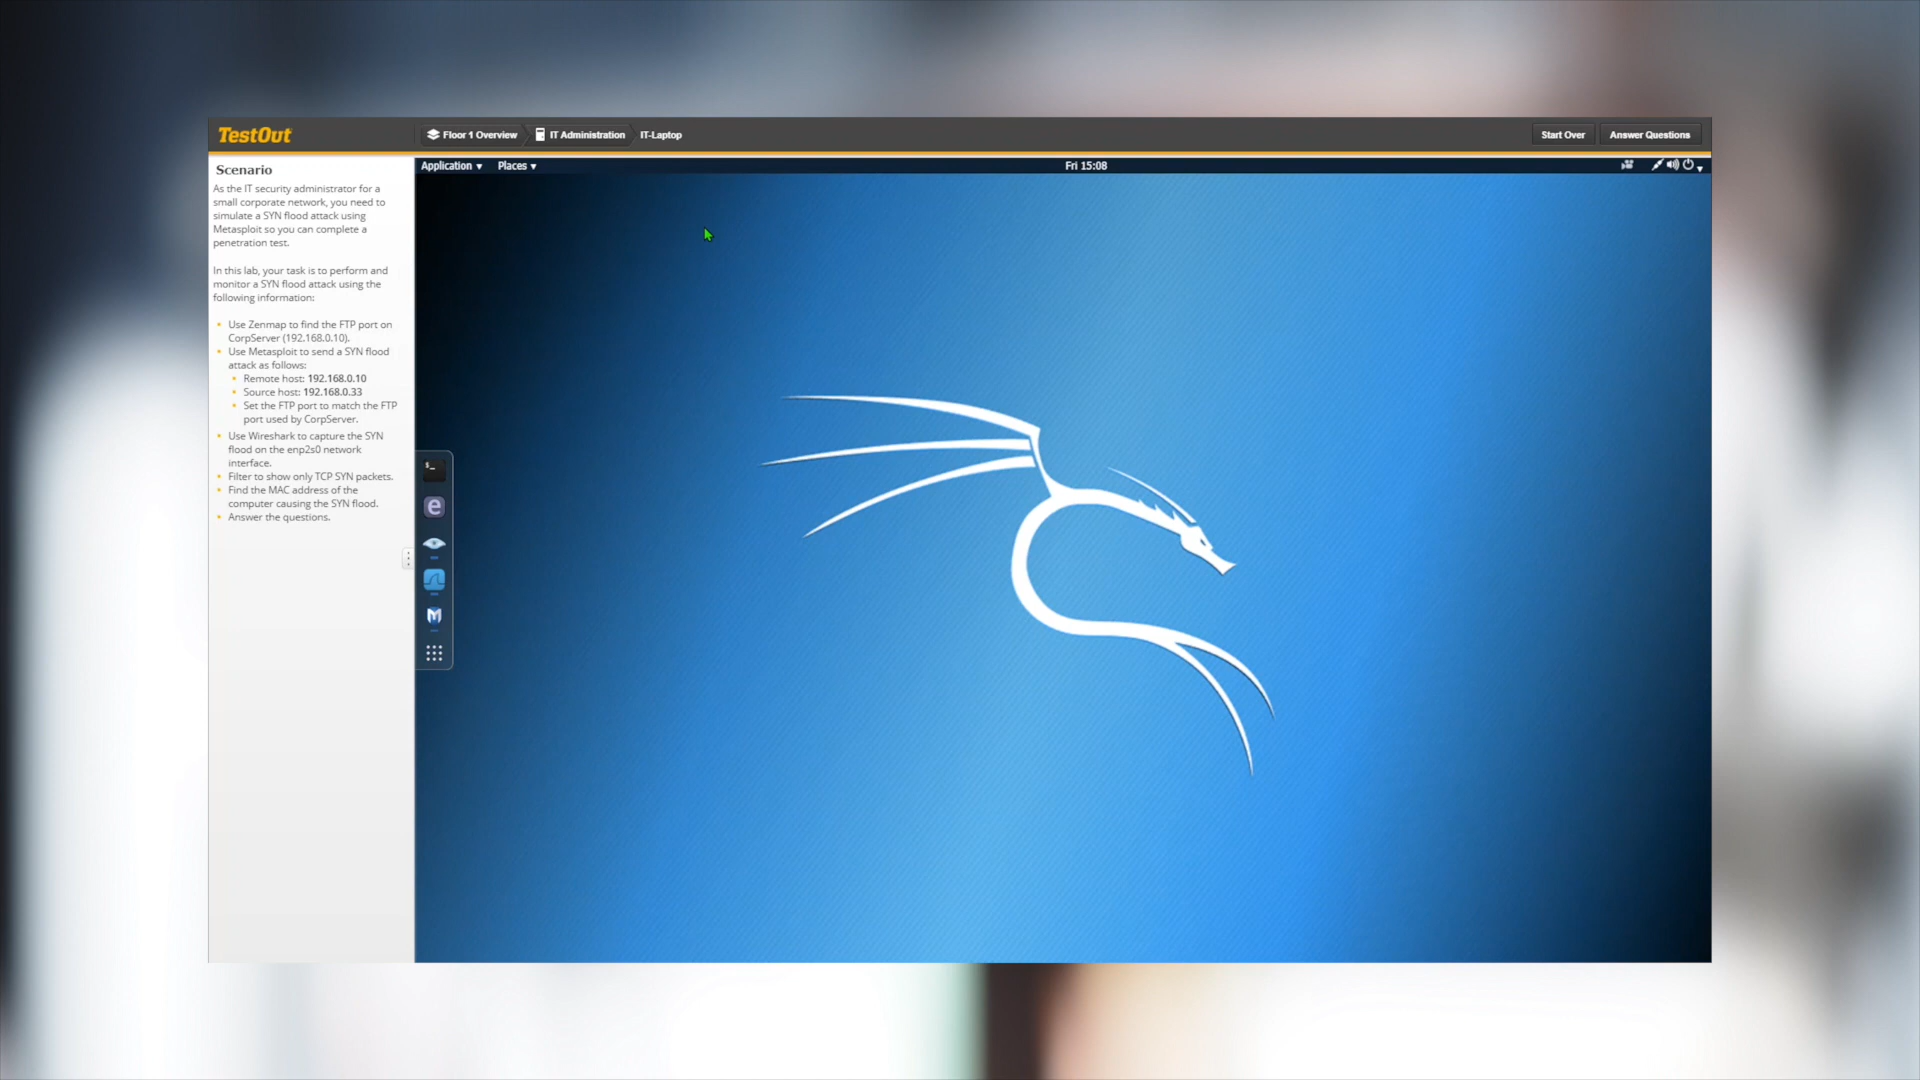 TestOut
Floor 1 Overview
IT Administration
IT-Laptop
Start Over
Answer Questions
Application
Places
Fri 15:08
Scenario
As the IT security administrator for a
small corporate network, you need to
simulate a SYN flood attack using
Metasploit so you can complete a
penetration test.
In this lab, your task is to perform and
monitor a SYN flood attack using the
following information:
Use Zenmap to find the FTP port on
CorpServer (192.168.0.10).
Use Metasploit to send a SYN flood
attack as follows:
Remote host: 192.168.0.10
Source host: 192.168.0.33
Set the FTP port to match the FTP
port used by CorpServer.
Use Wireshark to capture the SYN
flood on the enp2s0 network
interface.
Filter to show only TCP SYN packets.
Find the MAC address of the
computer causing the SYN flood.
Answer the questions.
$_
e
M